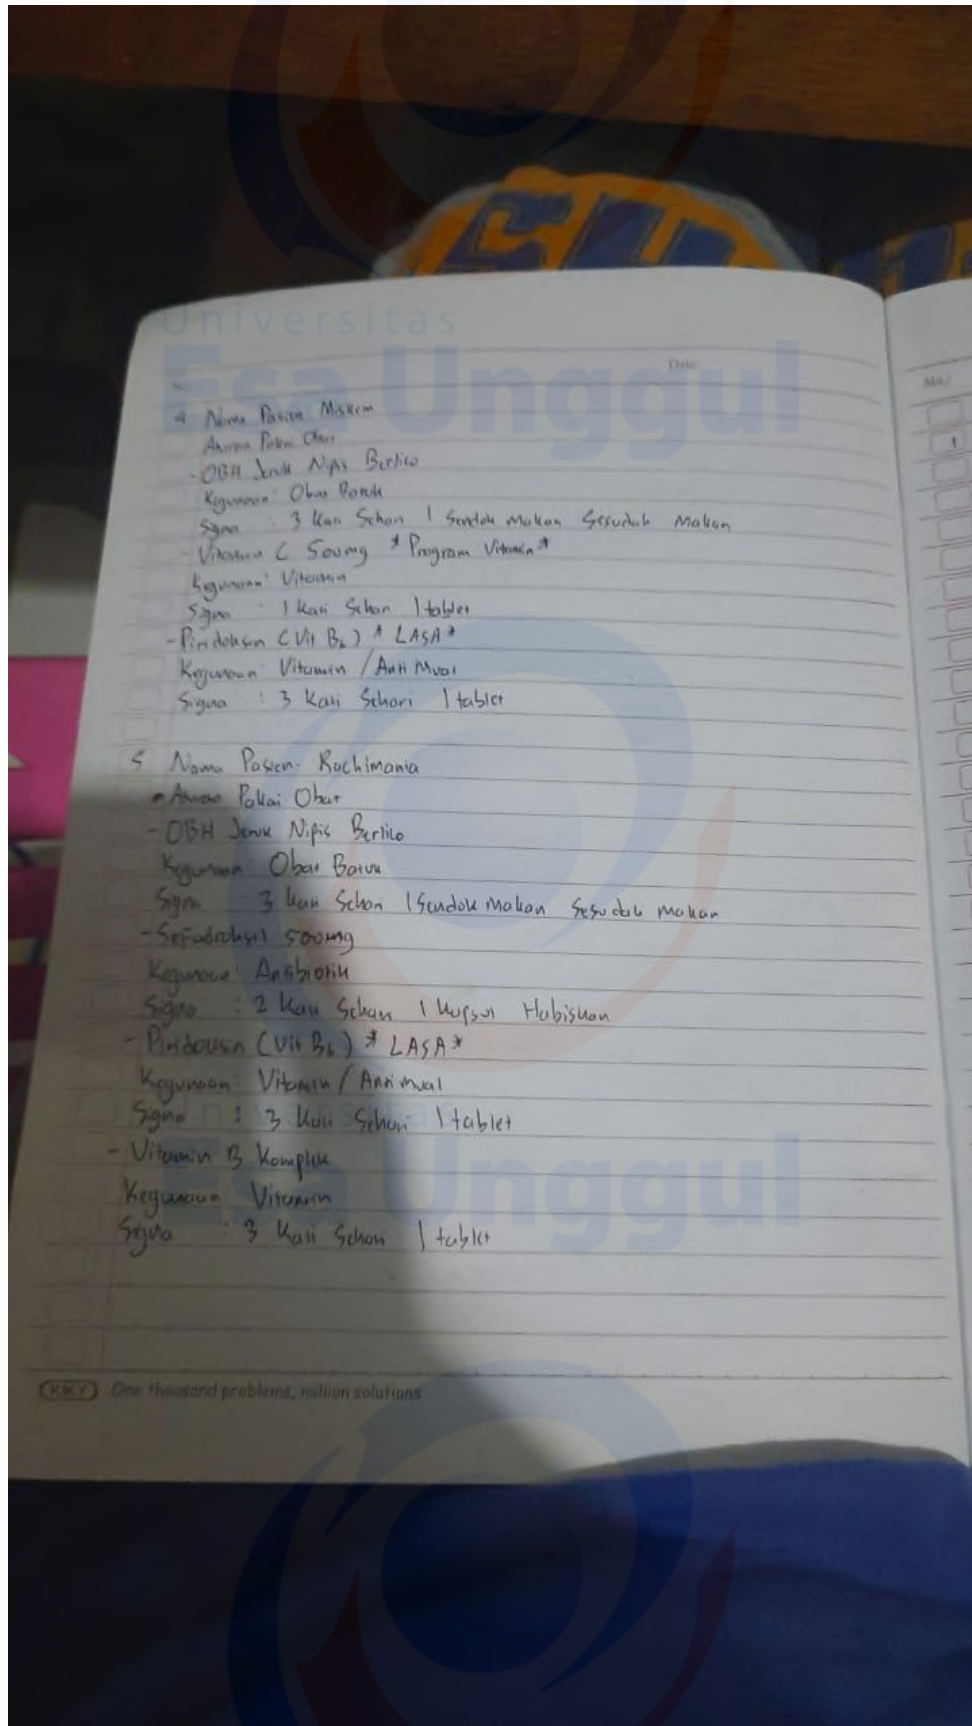 Universitas
Esa Unggul
Date
No.
4 Nama Pasien Miskem
Aturan Pakai Obat
- OBH Jeruk Nipis Berlico
Kegunaan: Obat Batuk
Signa : 3 Kali Sehari 1 Sendok Makan Sesudah Makan
- Vitamin C 500mg * Program Vitamin *
Kegunaan: Vitamin
Signa : 1 Kali Sehari 1 tablet
- Piridoksin (Vit B6) * LASA *
Kegunaan: Vitamin / Anti Mual
Signa : 3 Kali Sehari 1 tablet
5 Nama Pasien: Rachimania
- Aturan Pakai Obat
- OBH Jeruk Nipis Berlico
Kegunaan: Obat Batuk
Signa : 3 Kali Sehari 1 Sendok Makan Sesudah Makan
- Sefadroksil 500mg
Kegunaan: Antibiotik
Signa : 2 Kali Sehari 1 Kapsul Habiskan
- Piridoksin (Vit B6) * LASA *
Kegunaan: Vitamin / Anti mual
Signa : 3 Kali Sehari 1 tablet
Universitas
Esa Unggul
- Vitamin B Komplek
Kegunaan: Vitamin
Signa : 3 Kali Sehari 1 tablet
KIKY One thousand problems, million solutions